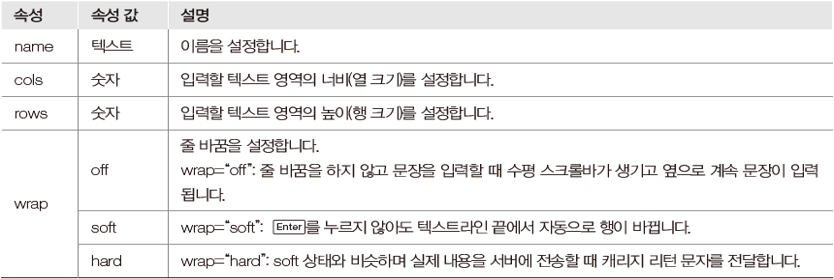 속성 속성 값 설명
name 텍스트 이름을 설정합니다.
cols 숫자 입력할 텍스트 영역의 너비(열 크기)를 설정합니다.
rows 숫자 입력할 텍스트 영역의 높이(행 크기)를 설정합니다.
wrap
off
줄 바꿈을 설정합니다.
wrap=“off”: 줄 바꿈을 하지 않고 문장을 입력할 때 수평 스크롤바가 생기고 옆으로 계속 문장이 입력
됩니다.
soft wrap=“soft”: Enter를 누르지 않아도 텍스트라인 끝에서 자동으로 행이 바뀝니다.
hard wrap=“hard”: soft 상태와 비슷하며 실제 내용을 서버에 전송할 때 캐리지 리턴 문자를 전달합니다.